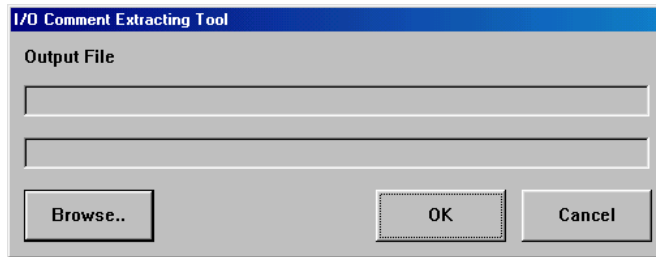 I/O Comment Extracting Tool
Output File
Browse..
OK
Cancel